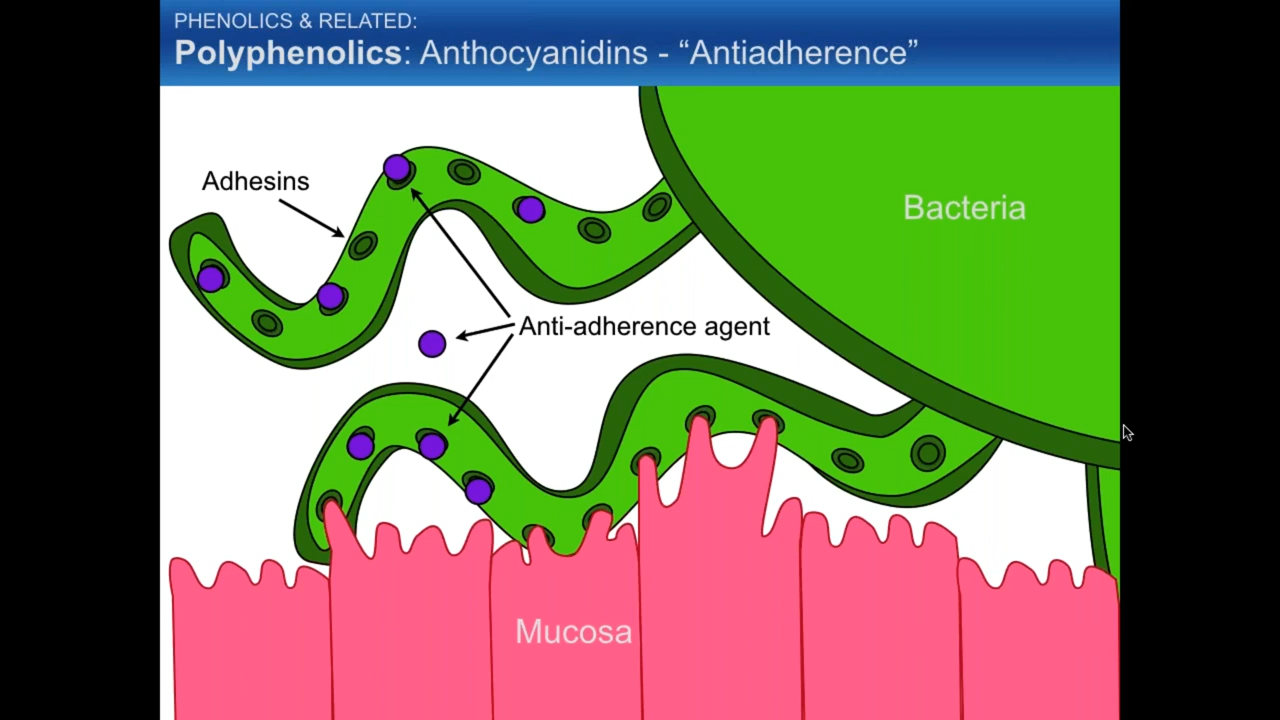 PHENOLICS & RELATED:
Polyphenolics: Anthocyanidins - “Antiadherence”
Adhesins
Bacteria
Anti-adherence agent
Mucosa